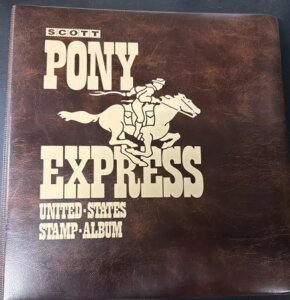 SCOTT
PONY
EXPRESS
UNITED-STATES
STAMP-ALBUM